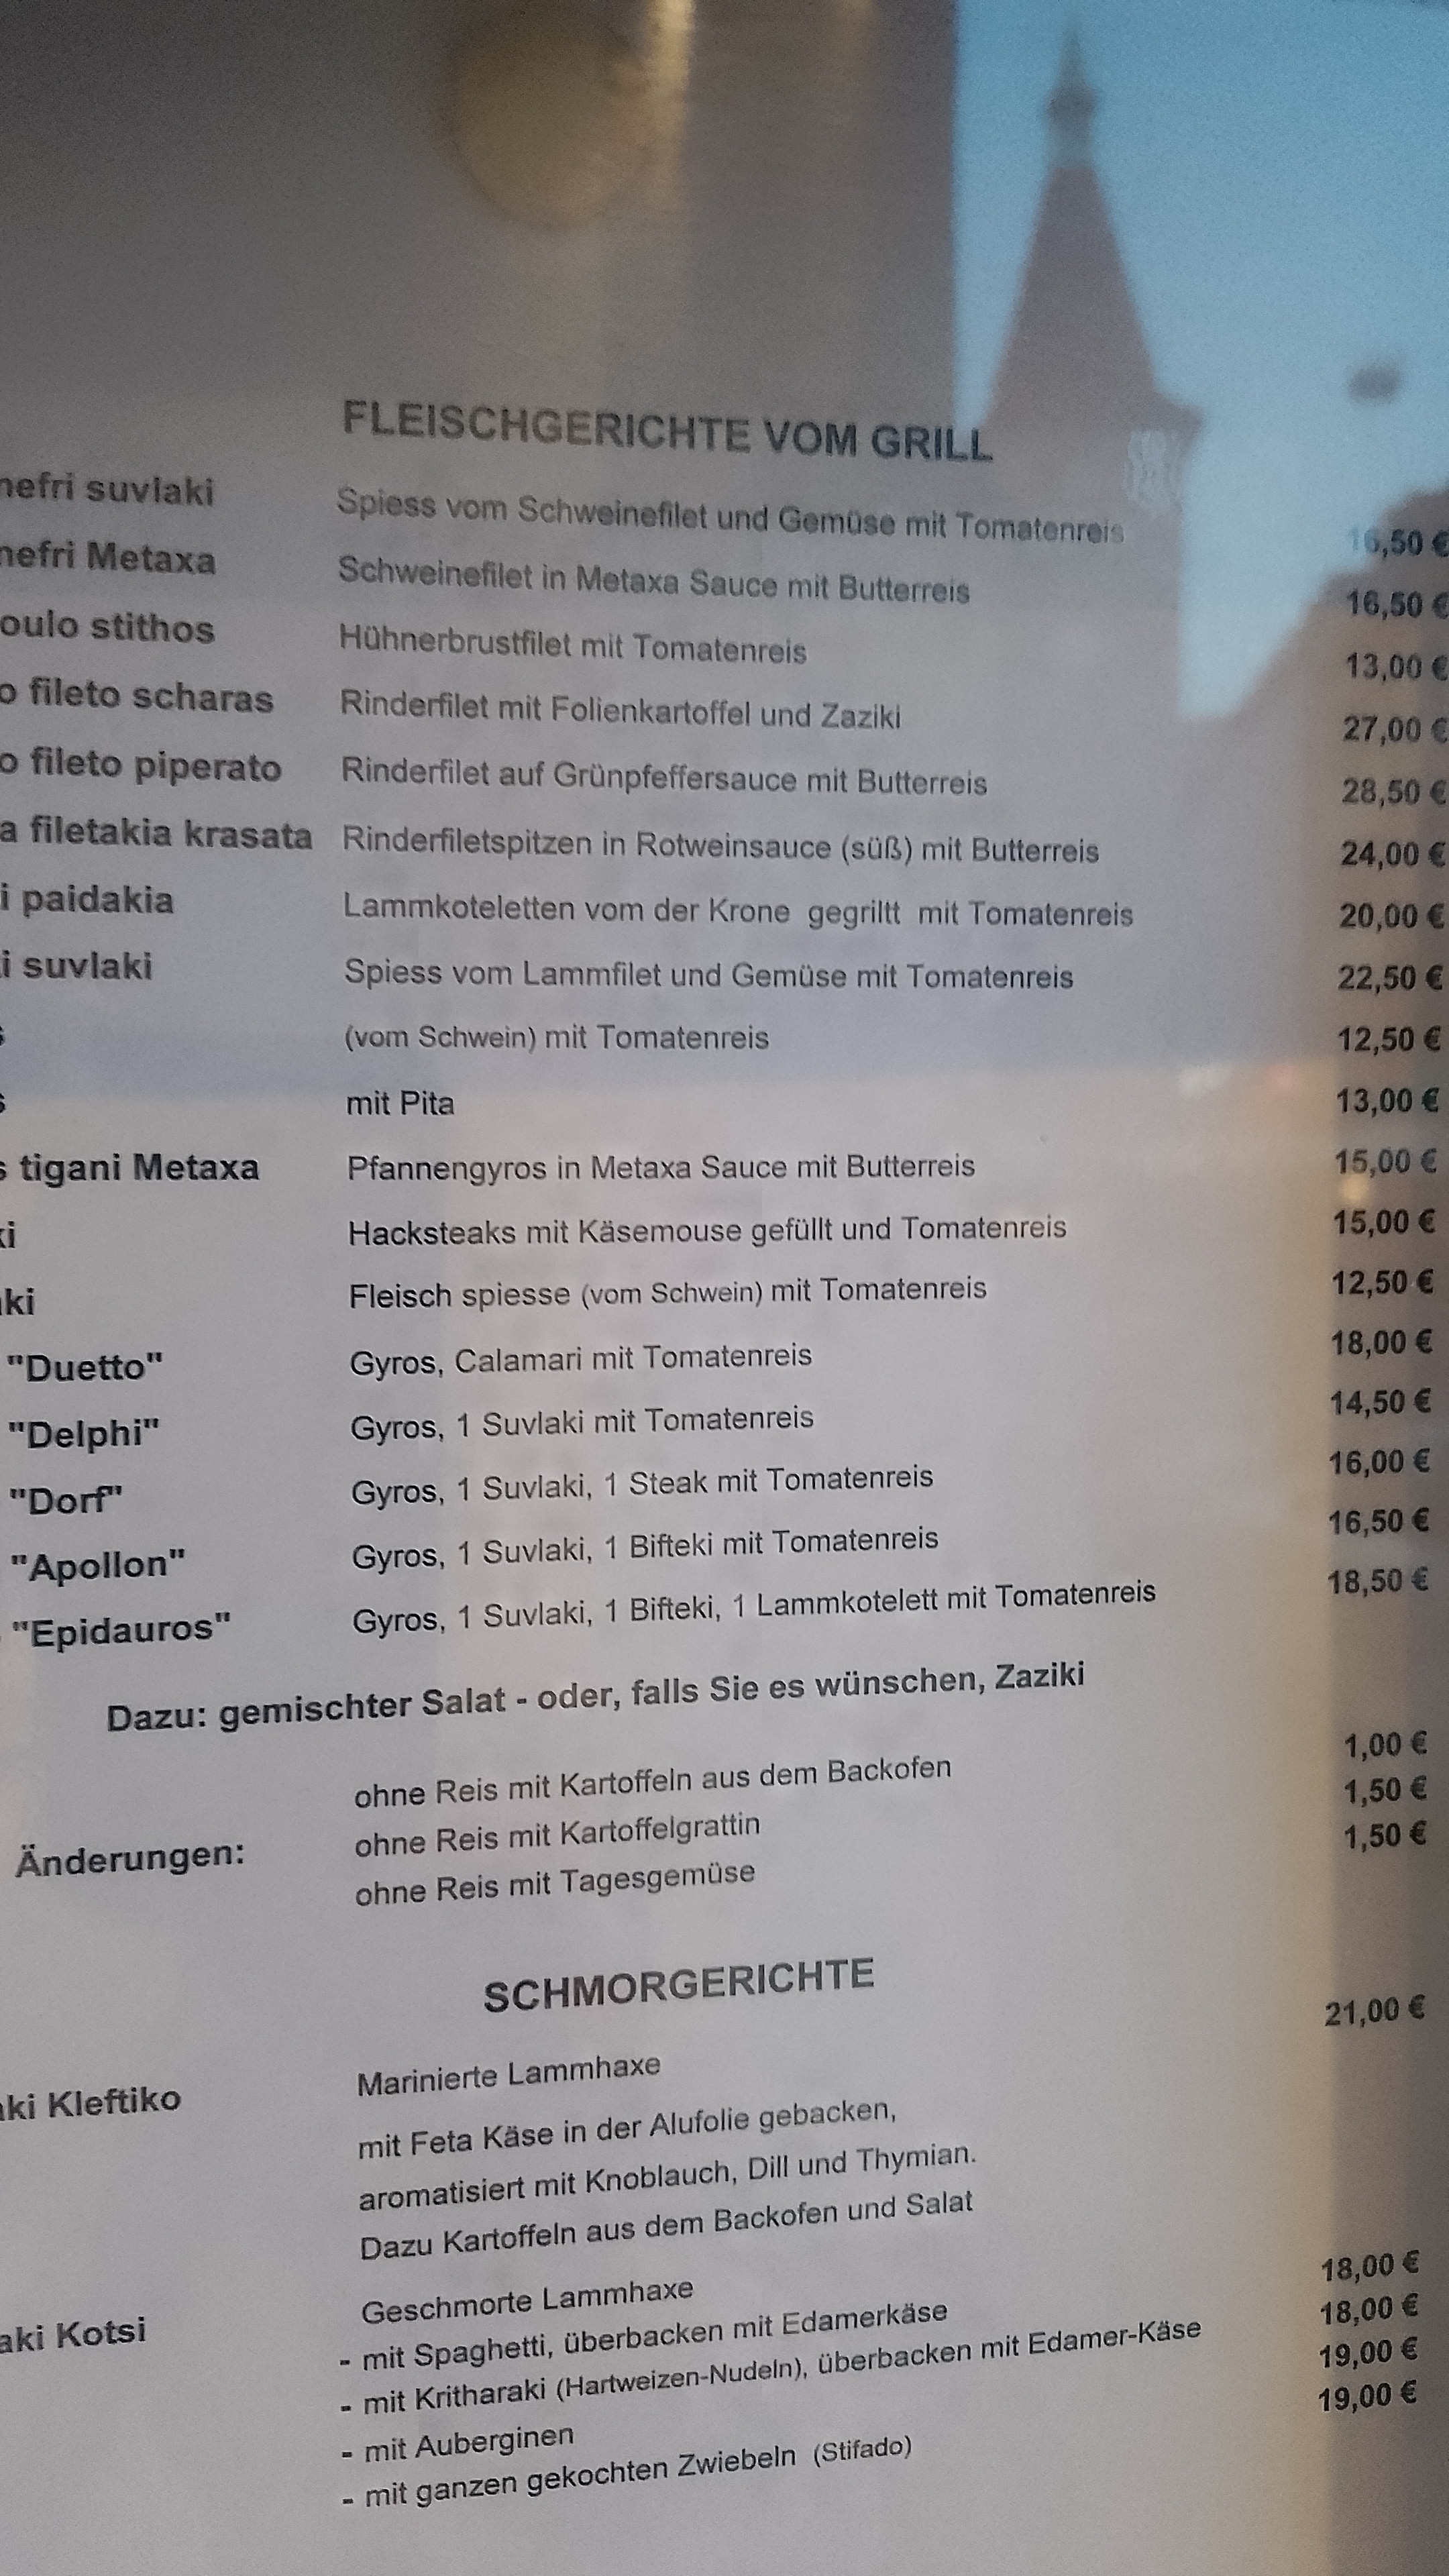 FLEISCHGERICHTE VOM GRILL
nefri suvlaki Spiess vom Schweinefilet und Gemüse mit Tomatenreis 16,50 €
nefri Metaxa Schweinefilet in Metaxa Sauce mit Butterreis 16,50 €
oulo stithos Hühnerbrustfilet mit Tomatenreis 13,00 €
o fileto scharas Rinderfilet mit Folienkartoffel und Zaziki 27,00 €
o fileto piperato Rinderfilet auf Grünpfeffersauce mit Butterreis 28,50 €
a filetakia krasata Rinderfiletspitzen in Rotweinsauce (süß) mit Butterreis 24,00 €
i paidakia Lammkoteletten vom der Krone gegriltt mit Tomatenreis 20,00 €
i suvlaki Spiess vom Lammfilet und Gemüse mit Tomatenreis 22,50 €
s (vom Schwein) mit Tomatenreis 12,50 €
s mit Pita 13,00 €
s tigani Metaxa Pfannengyros in Metaxa Sauce mit Butterreis 15,00 €
ki Hacksteaks mit Käsemouse gefüllt und Tomatenreis 15,00 €
aki Fleisch spiesse (vom Schwein) mit Tomatenreis 12,50 €
"Duetto" Gyros, Calamari mit Tomatenreis 18,00 €
"Delphi" Gyros, 1 Suvlaki mit Tomatenreis 14,50 €
"Dorf" Gyros, 1 Suvlaki, 1 Steak mit Tomatenreis 16,00 €
"Apollon" Gyros, 1 Suvlaki, 1 Bifteki mit Tomatenreis 16,50 €
"Epidauros" Gyros, 1 Suvlaki, 1 Bifteki, 1 Lammkotelett mit Tomatenreis 18,50 €
Dazu: gemischter Salat - oder, falls Sie es wünschen, Zaziki
ohne Reis mit Kartoffeln aus dem Backofen 1,00 €
Änderungen: ohne Reis mit Kartoffelgrattin 1,50 €
ohne Reis mit Tagesgemüse 1,50 €
SCHMORGERICHTE
aki Kleftiko Marinierte Lammhaxe 21,00 €
mit Feta Käse in der Alufolie gebacken,
aromatisiert mit Knoblauch, Dill und Thymian.
Dazu Kartoffeln aus dem Backofen und Salat
aki Kotsi Geschmorte Lammhaxe
- mit Spaghetti, überbacken mit Edamerkäse 18,00 €
- mit Kritharaki (Hartweizen-Nudeln), überbacken mit Edamer-Käse 18,00 €
- mit Auberginen 19,00 €
- mit ganzen gekochten Zwiebeln (Stifado) 19,00 €